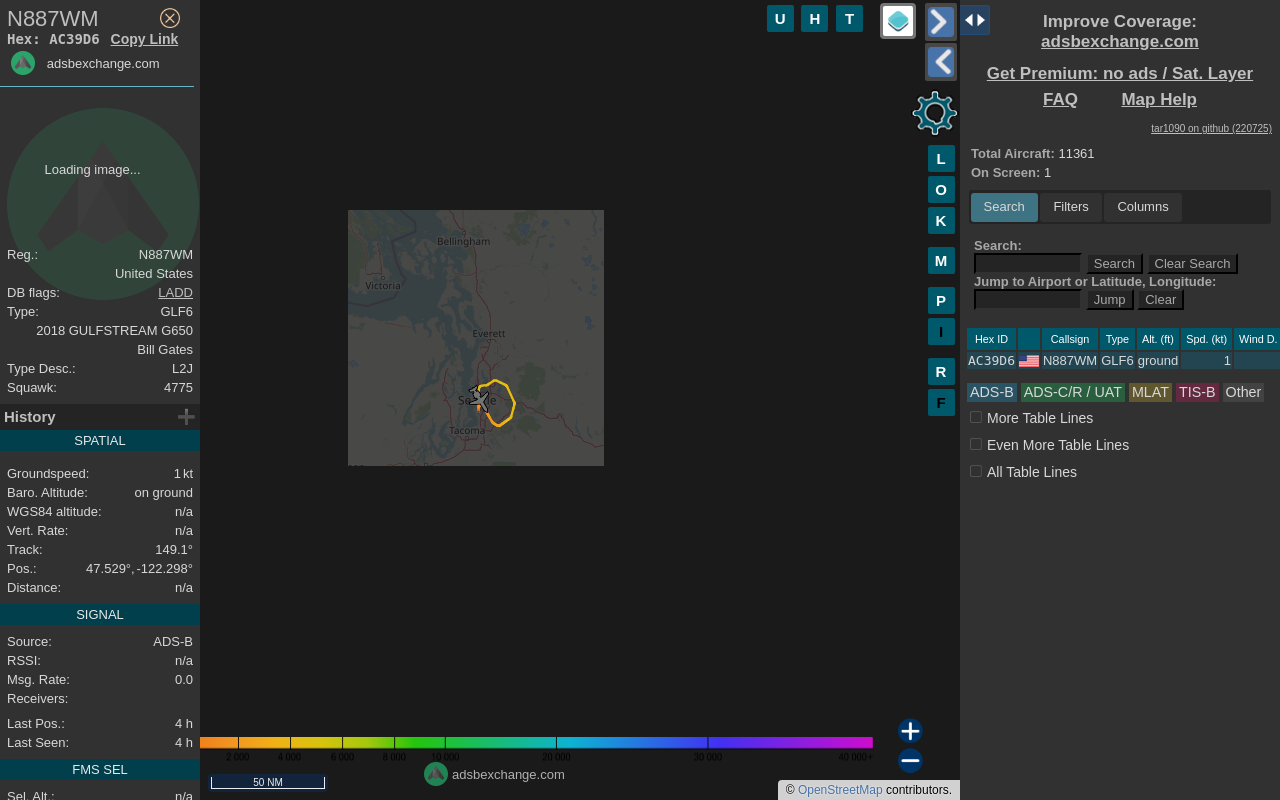 N887WM
Hex: AC39D6 Copy Link
adsbexchange.com
Loading image...
Reg.: N887WM
United States
DB flags: LADD
Type: GLF6
2018 GULFSTREAM G650
Bill Gates
Type Desc.: L2J
Squawk: 4775
History
SPATIAL
Groundspeed: 1 kt
Baro. Altitude: on ground
WGS84 altitude: n/a
Vert. Rate: n/a
Track: 149.1°
Pos.: 47.529°, -122.298°
Distance: n/a
SIGNAL
Source: ADS-B
RSSI: n/a
Msg. Rate: 0.0
Receivers:
Last Pos.: 4 h
Last Seen: 4 h
FMS SEL
Sel. Alt.: n/a
U H T
L
O
K
M
P
I
R
F
Bellingham
Victoria
Everett
Seattle
Tacoma
2 000 4 000 6 000 8 000 10 000 20 000 30 000 40 000+
50 NM
adsbexchange.com
© OpenStreetMap contributors.
Improve Coverage:
adsbexchange.com
Get Premium: no ads / Sat. Layer
FAQ Map Help
tar1090 on github (220725)
Total Aircraft: 11361
On Screen: 1
Search Filters Columns
Search:
Search Clear Search
Jump to Airport or Latitude, Longitude:
Jump Clear
Hex ID Callsign Type Alt. (ft) Spd. (kt) Wind D.
AC39D6 N887WM GLF6 ground 1
ADS-B ADS-C/R / UAT MLAT TIS-B Other
More Table Lines
Even More Table Lines
All Table Lines